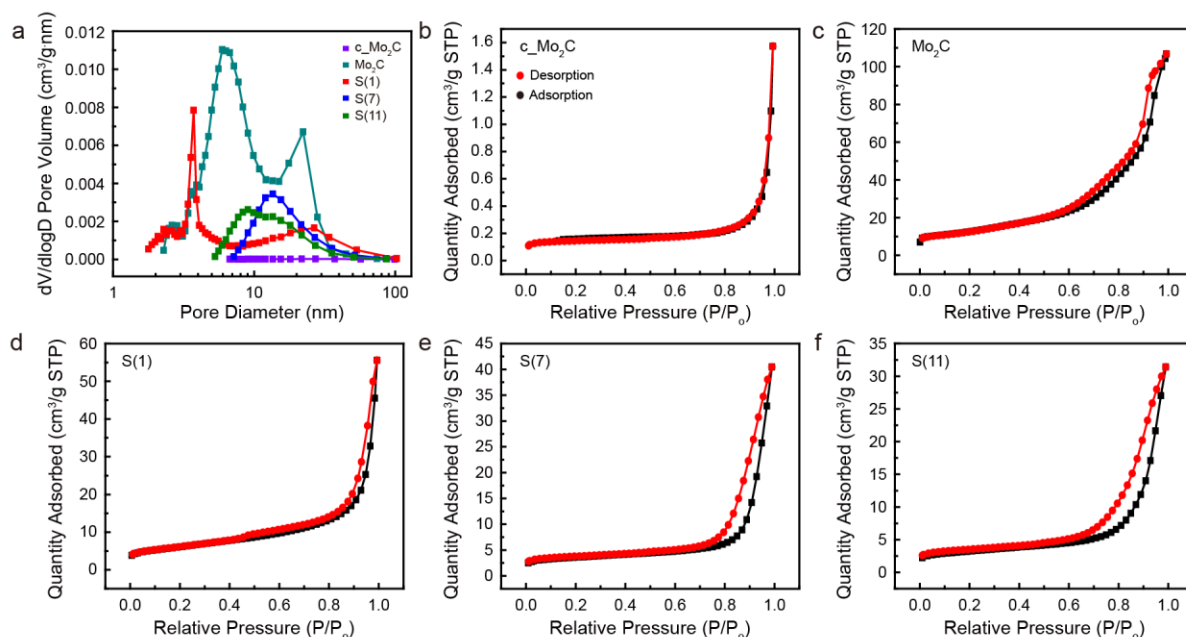 a
dV/dlogD Pore Volume (cm³/g·nm)
0.012
0.010
0.008
0.006
0.004
0.002
0.000
c_Mo₂C
Mo₂C
S(1)
S(7)
S(11)
1 10 100
Pore Diameter (nm)
b
Quantity Adsorbed (cm³/g STP)
1.6
1.4
1.2
1.0
0.8
0.6
0.4
0.2
0.0
c_Mo₂C
Desorption
Adsorption
0.0 0.2 0.4 0.6 0.8 1.0
Relative Pressure (P/Pₒ)
c
Quantity Adsorbed (cm³/g STP)
120
100
80
60
40
20
0
Mo₂C
0.0 0.2 0.4 0.6 0.8 1.0
Relative Pressure (P/Pₒ)
d
Quantity Adsorbed (cm³/g STP)
60
50
40
30
20
10
0
S(1)
0.0 0.2 0.4 0.6 0.8 1.0
Relative Pressure (P/Pₒ)
e
Quantity Adsorbed (cm³/g STP)
45
40
35
30
25
20
15
10
5
0
S(7)
0.0 0.2 0.4 0.6 0.8 1.0
Relative Pressure (P/Pₒ)
f
Quantity Adsorbed (cm³/g STP)
35
30
25
20
15
10
5
0
S(11)
0.0 0.2 0.4 0.6 0.8 1.0
Relative Pressure (P/Pₒ)